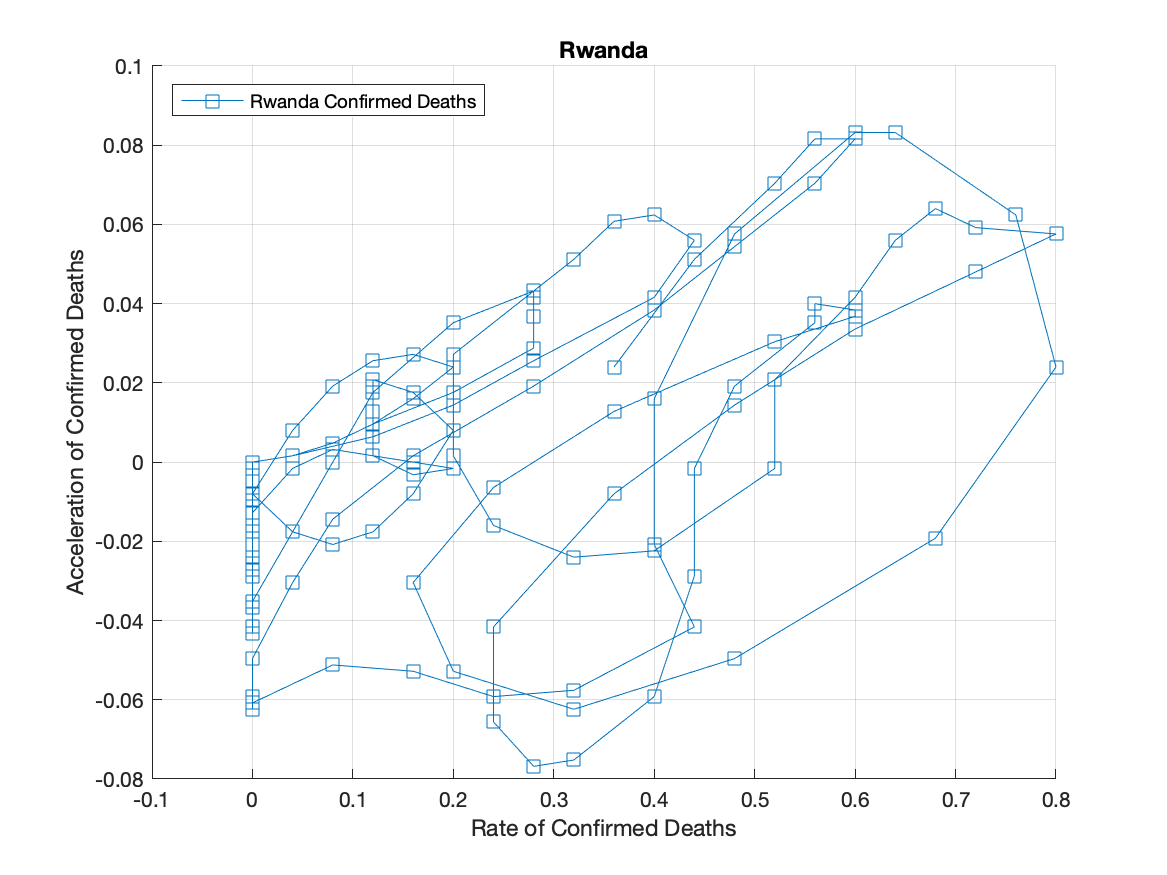 Rwanda
Rwanda Confirmed Deaths
0.1
0.08
0.06
0.04
0.02
0
-0.02
-0.04
-0.06
-0.08
Acceleration of Confirmed Deaths
-0.1 0 0.1 0.2 0.3 0.4 0.5 0.6 0.7 0.8
Rate of Confirmed Deaths